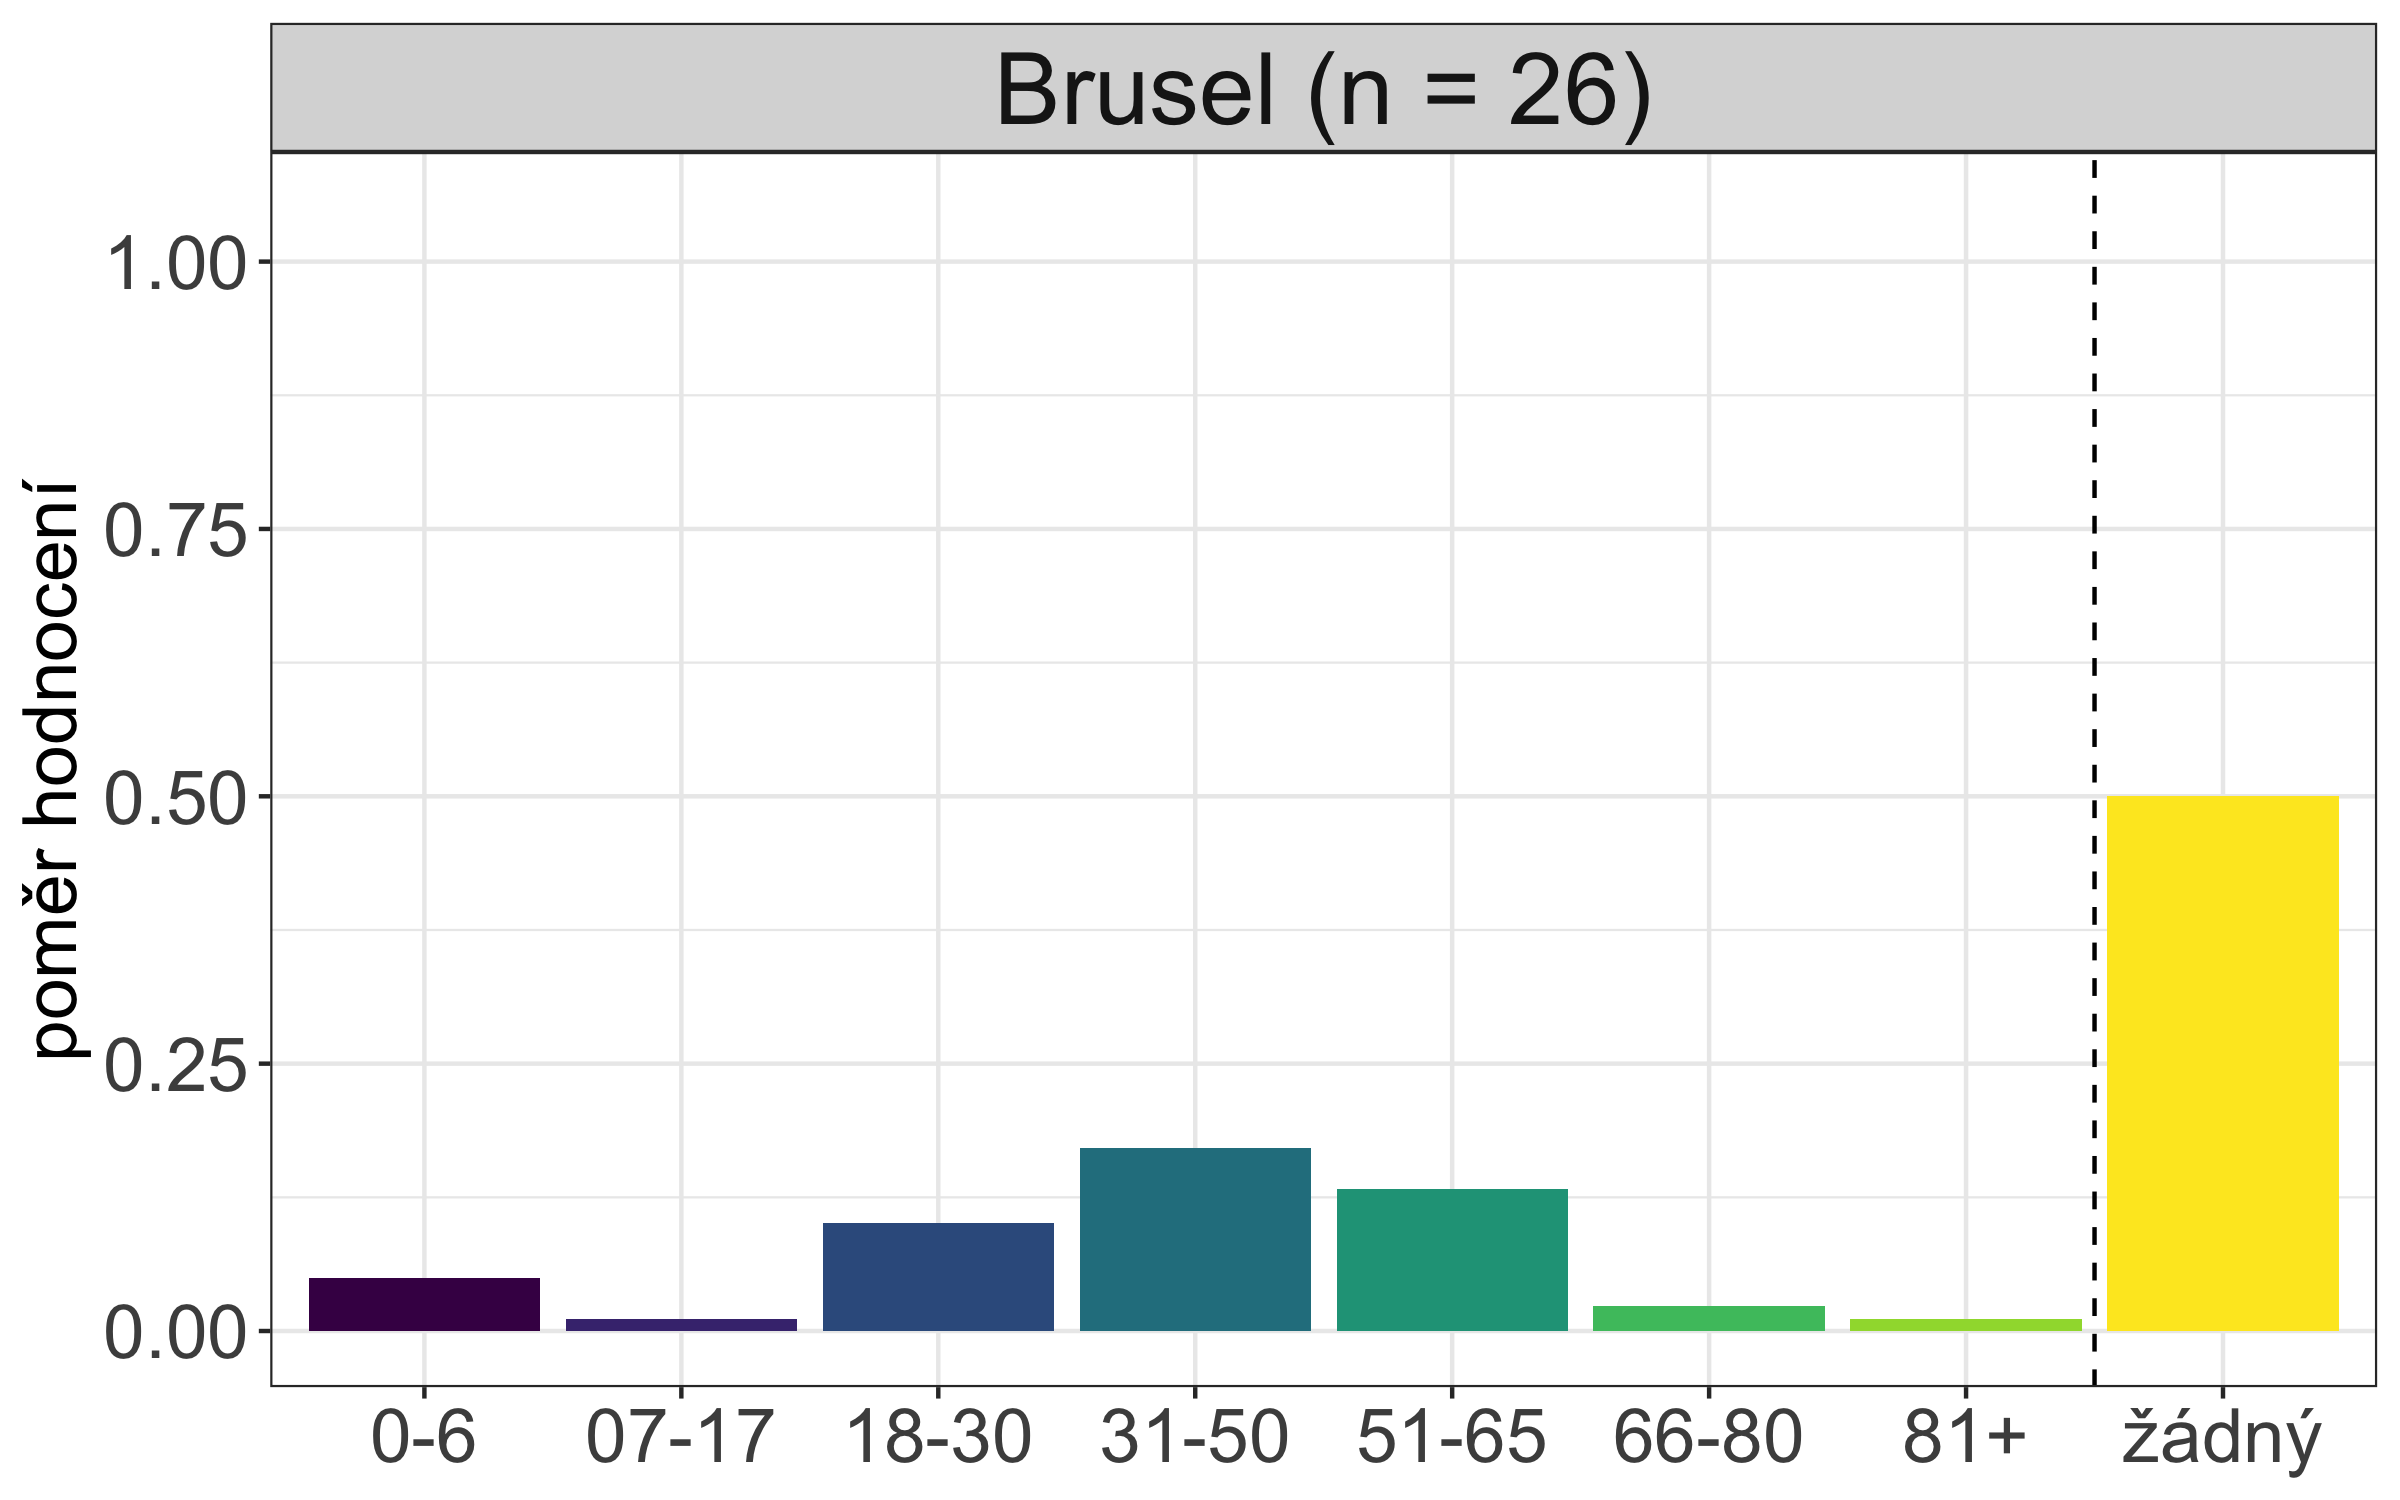 Brusel (n = 26)
poměr hodnocení
1.00
0.75
0.50
0.25
0.00
0-6 07-17 18-30 31-50 51-65 66-80 81+ žádný